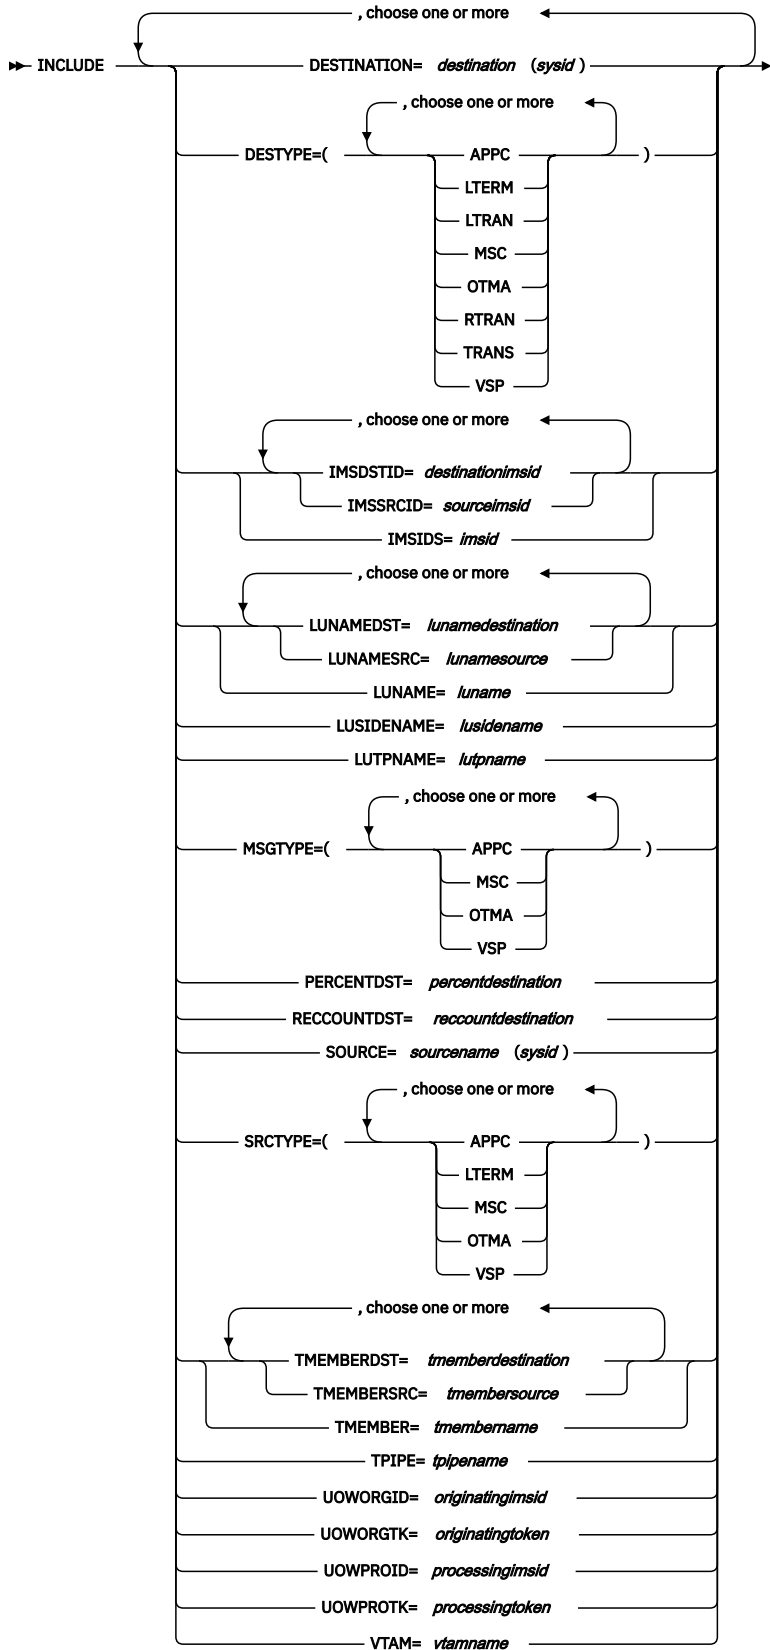 , choose one or more
INCLUDE DESTINATION= destination (sysid )
, choose one or more
DESTYPE=( APPC )
LTERM
LTRAN
MSC
OTMA
RTRAN
TRANS
VSP
, choose one or more
IMSDSTID= destinationimsid
IMSSRCID= sourceimsid
IMSIDS= imsid
, choose one or more
LUNAMEDST= lunamedestination
LUNAMESRC= lunamesource
LUNAME= luname
LUSIDENAME= lusidename
LUTPNAME= lutpname
, choose one or more
MSGTYPE=( APPC )
MSC
OTMA
VSP
PERCENTDST= percentdestination
RECCOUNTDST= reccountdestination
SOURCE= sourcename (sysid )
, choose one or more
SRCTYPE=( APPC )
LTERM
MSC
OTMA
VSP
, choose one or more
TMEMBERDST= tmemberdestination
TMEMBERSRC= tmembersource
TMEMBER= tmembername
TPIPE= tpipename
UOWORGID= originatingimsid
UOWORGTK= originatingtoken
UOWPROID= processingimsid
UOWPROTK= processingtoken
VTAM= vtamname